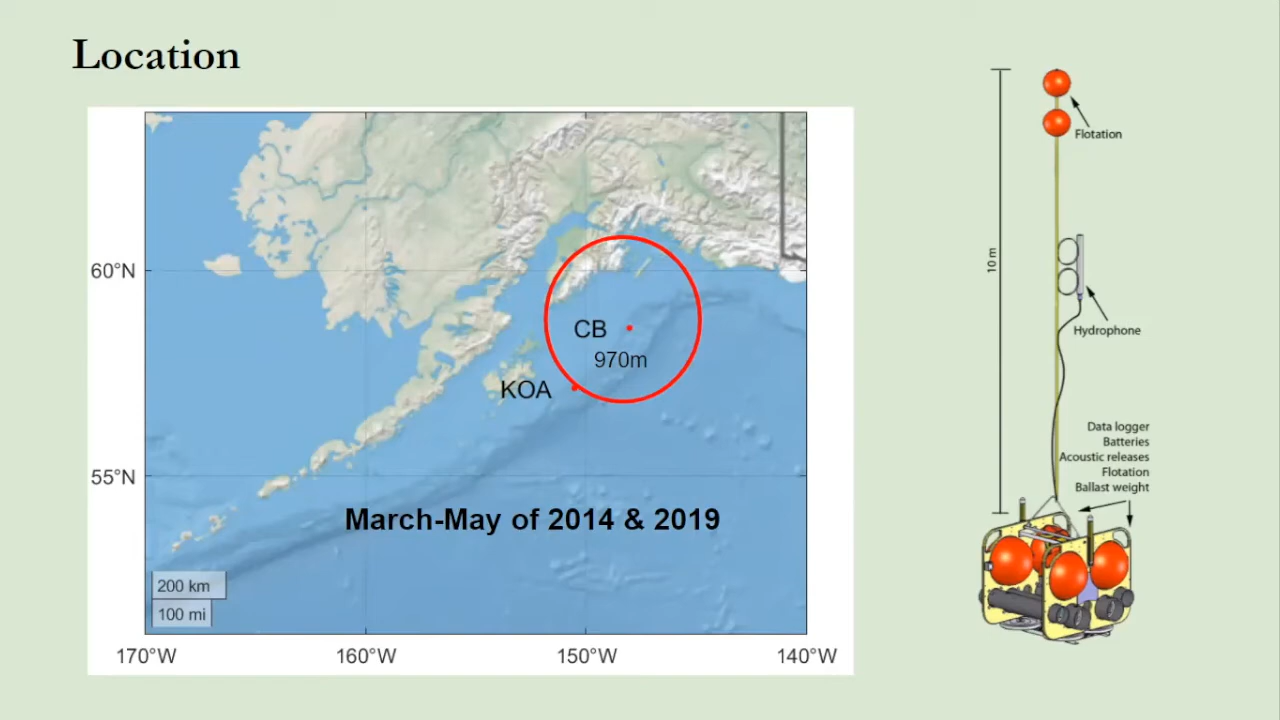 Location
60°N
55°N
170°W
160°W
150°W
140°W
CB
970m
KOA
March-May of 2014 & 2019
200 km
100 mi
10 m
Flotation
Hydrophone
Data logger
Batteries
Acoustic releases
Flotation
Ballast weight